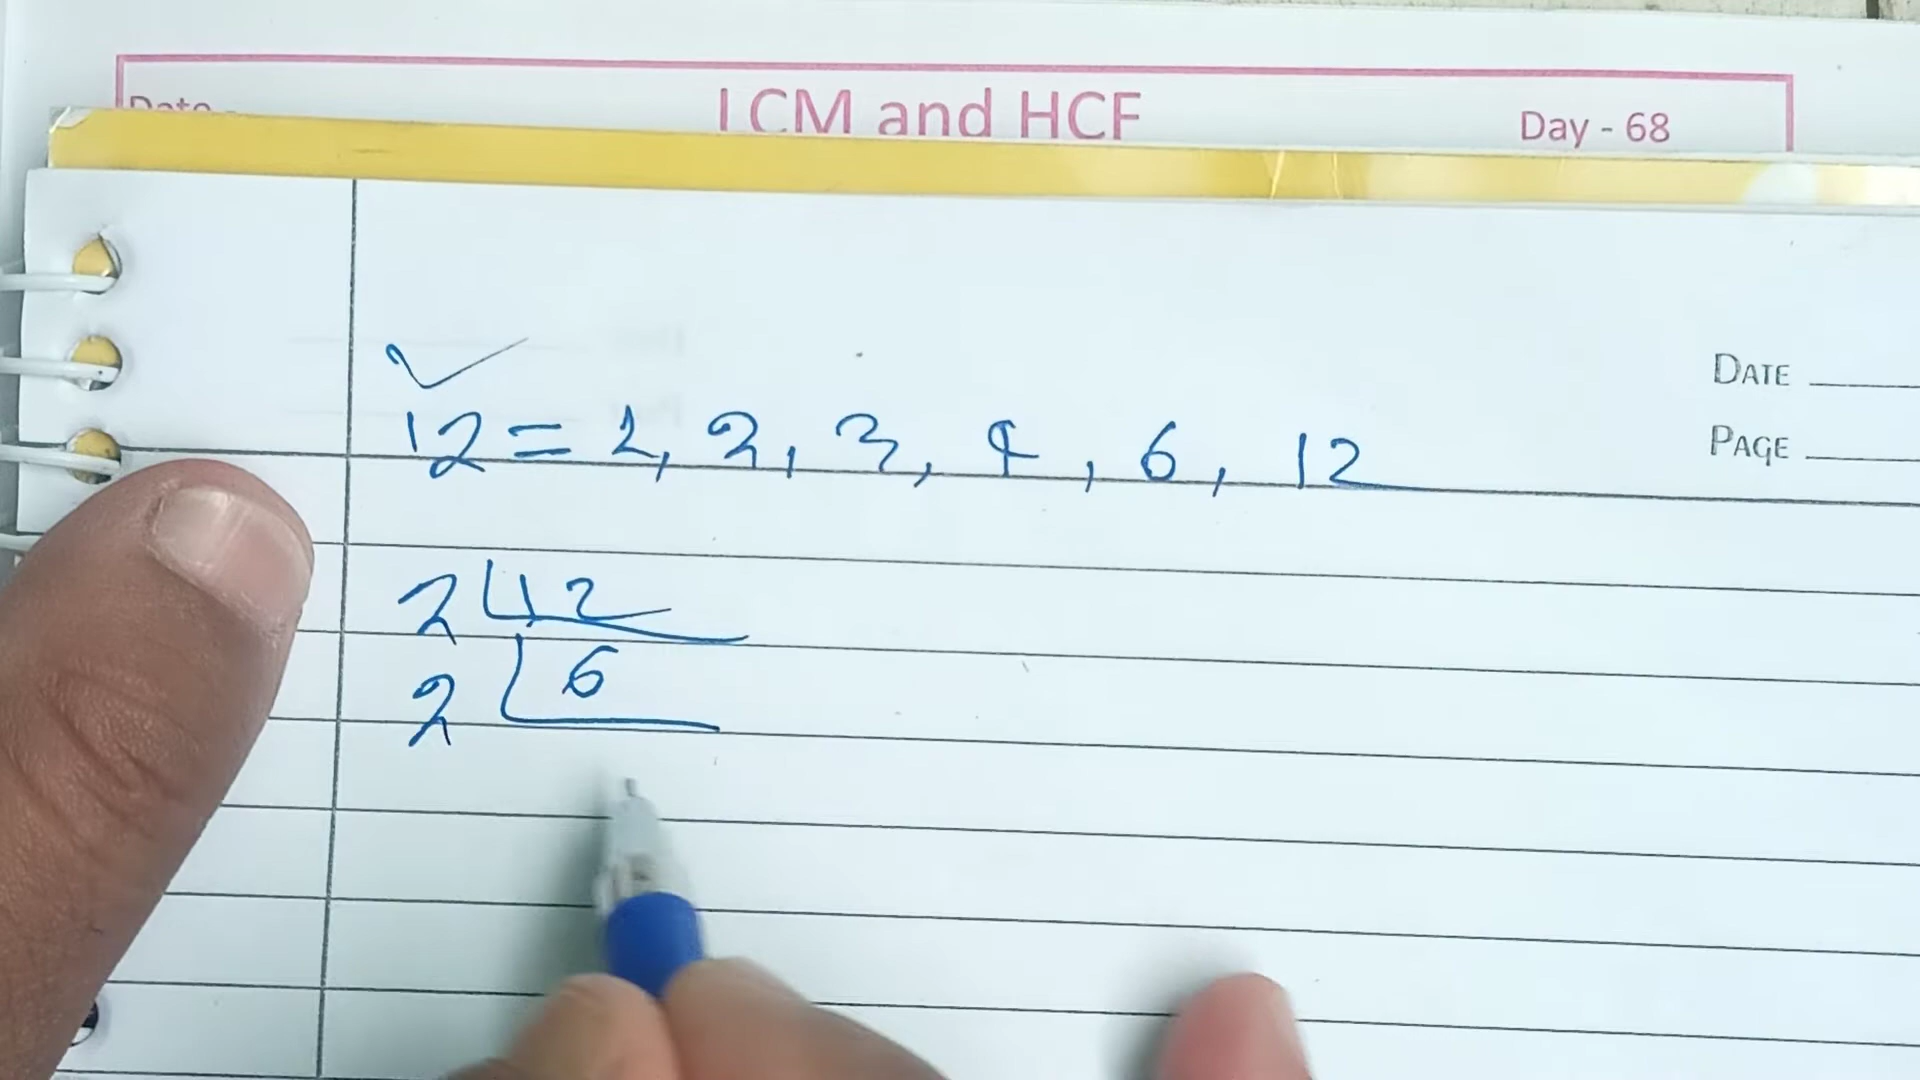 LCM and HCF Day - 68
DATE
PAGE
12 = 1, 2, 3, 4, 6, 12
2 12
2 6